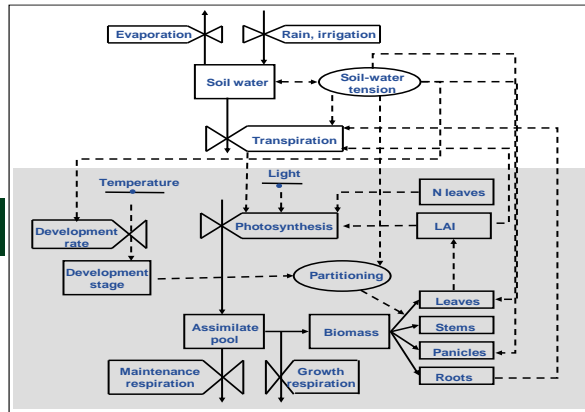 Evaporation
Rain, irrigation
Soil water
Soil-water
tension
Transpiration
Temperature
Light
N leaves
Development
rate
Photosynthesis
LAI
Development
stage
Partitioning
Leaves
Assimilate
pool
Biomass
Stems
Panicles
Maintenance
respiration
Growth
respiration
Roots